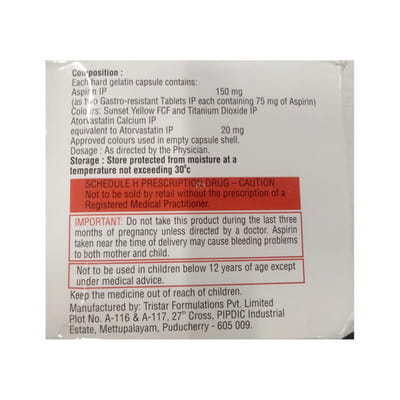 Composition :
Each hard gelatin capsule contains:
Aspirin IP 150 mg
(as two Gastro-resistant Tablets IP each containing 75 mg of Aspirin)
Colours: Sunset Yellow FCF and Titanium Dioxide IP
Atorvastatin Calcium IP
equivalent to Atorvastatin IP 20 mg
Approved colours used in empty capsule shell.
Dosage : As directed by the Physician.
Storage : Store protected from moisture at a
temperature not exceeding 30°c
SCHEDULE H PRESCRIPTION DRUG – CAUTION
Not to be sold by retail without the prescription of a
Registered Medical Practitioner.
IMPORTANT: Do not take this product during the last three
months of pregnancy unless directed by a doctor. Aspirin
taken near the time of delivery may cause bleeding problems
to both mother and child.
Not to be used in children below 12 years of age except
under medical advice.
Keep the medicine out of reach of children.
Manufactured by: Tristar Formulations Pvt. Limited
Plot No. A-116 & A-117, 27th Cross, PIPDIC Industrial
Estate, Mettupalayam, Puducherry - 605 009.